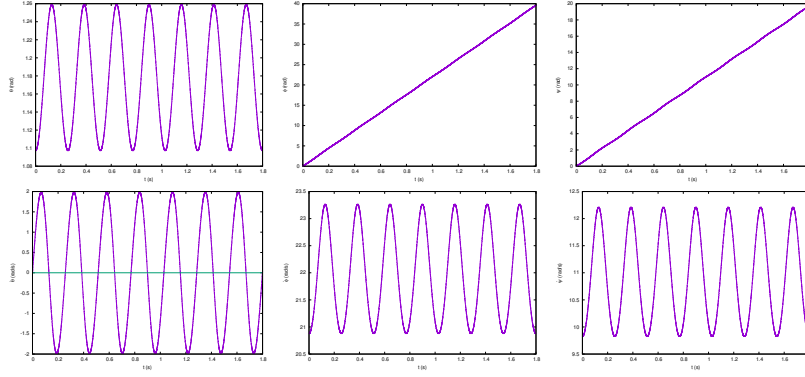 1.26
1.24
1.22
1.2
1.18
1.16
1.14
1.12
1.1
1.08
0 0.2 0.4 0.6 0.8 1 1.2 1.4 1.6 1.8
t (s)
θ (rad)
40
35
30
25
20
15
10
5
0
0 0.2 0.4 0.6 0.8 1 1.2 1.4 1.6 1.8
t (s)
ϕ (rad)
20
18
16
14
12
10
8
6
4
2
0
0 0.2 0.4 0.6 0.8 1 1.2 1.4 1.6
t (s)
ψ (rad)
2
1.5
1
0.5
0
-0.5
-1
-1.5
-2
0 0.2 0.4 0.6 0.8 1 1.2 1.4 1.6 1.8
t (s)
θ̇ (rad/s)
23.5
23
22.5
22
21.5
21
20.5
0 0.2 0.4 0.6 0.8 1 1.2 1.4 1.6 1.8
t (s)
ϕ̇ (rad/s)
12.5
12
11.5
11
10.5
10
9.5
0 0.2 0.4 0.6 0.8 1 1.2 1.4 1.6
t (s)
ψ̇ (rad/s)